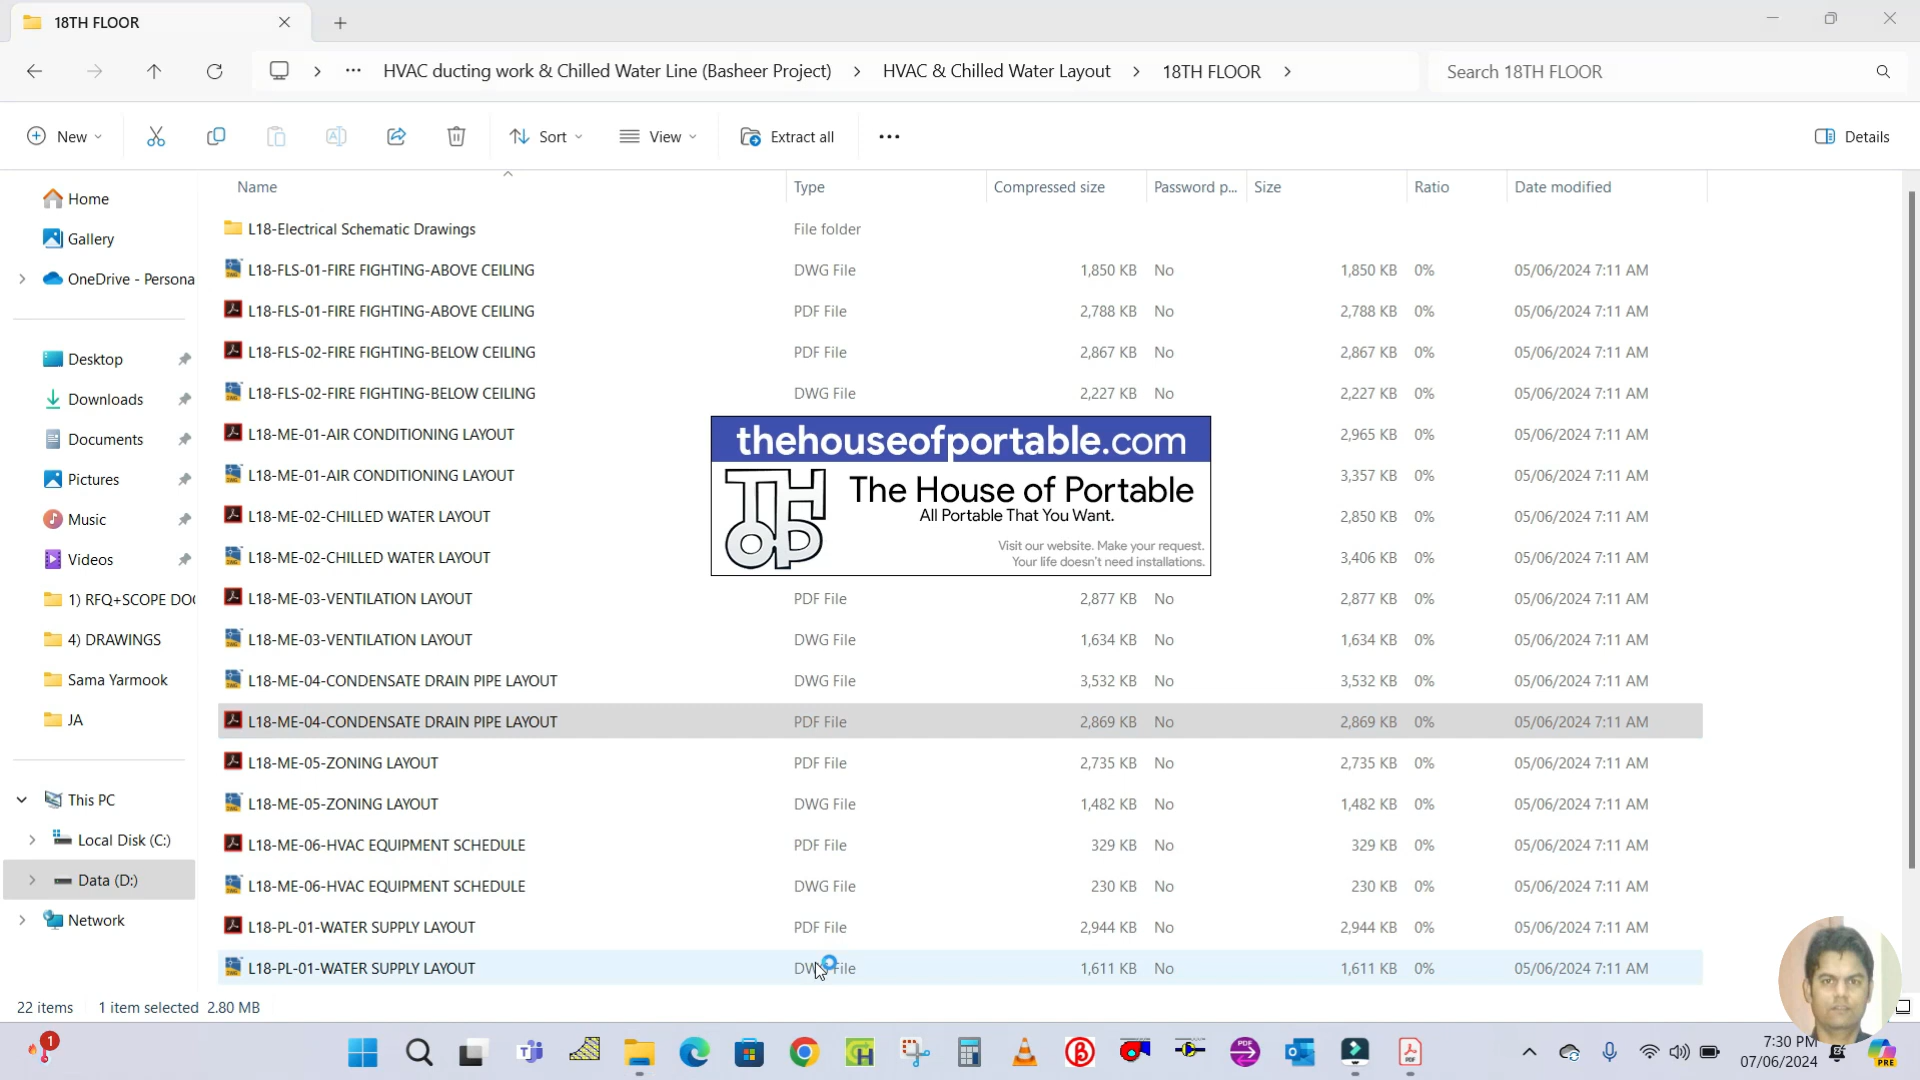 18TH FLOOR
HVAC ducting work & Chilled Water Line (Basheer Project) HVAC & Chilled Water Layout 18TH FLOOR Search 18TH FLOOR
New Sort View Extract all Details
Name Type Compressed size Password p... Size Ratio Date modified
Home
Gallery
OneDrive - Persona
Desktop
Downloads
Documents
Pictures
Music
Videos
1) RFQ+SCOPE DO
4) DRAWINGS
Sama Yarmook
JA
This PC
Local Disk (C:)
Data (D:)
Network
L18-Electrical Schematic Drawings File folder
L18-FLS-01-FIRE FIGHTING-ABOVE CEILING DWG File 1,850 KB No 1,850 KB 0% 05/06/2024 7:11 AM
L18-FLS-01-FIRE FIGHTING-ABOVE CEILING PDF File 2,788 KB No 2,788 KB 0% 05/06/2024 7:11 AM
L18-FLS-02-FIRE FIGHTING-BELOW CEILING PDF File 2,867 KB No 2,867 KB 0% 05/06/2024 7:11 AM
L18-FLS-02-FIRE FIGHTING-BELOW CEILING DWG File 2,227 KB No 2,227 KB 0% 05/06/2024 7:11 AM
L18-ME-01-AIR CONDITIONING LAYOUT 2,965 KB 0% 05/06/2024 7:11 AM
L18-ME-01-AIR CONDITIONING LAYOUT 3,357 KB 0% 05/06/2024 7:11 AM
L18-ME-02-CHILLED WATER LAYOUT 2,850 KB 0% 05/06/2024 7:11 AM
L18-ME-02-CHILLED WATER LAYOUT 3,406 KB 0% 05/06/2024 7:11 AM
L18-ME-03-VENTILATION LAYOUT PDF File 2,877 KB No 2,877 KB 0% 05/06/2024 7:11 AM
L18-ME-03-VENTILATION LAYOUT DWG File 1,634 KB No 1,634 KB 0% 05/06/2024 7:11 AM
L18-ME-04-CONDENSATE DRAIN PIPE LAYOUT DWG File 3,532 KB No 3,532 KB 0% 05/06/2024 7:11 AM
L18-ME-04-CONDENSATE DRAIN PIPE LAYOUT PDF File 2,869 KB No 2,869 KB 0% 05/06/2024 7:11 AM
L18-ME-05-ZONING LAYOUT PDF File 2,735 KB No 2,735 KB 0% 05/06/2024 7:11 AM
L18-ME-05-ZONING LAYOUT DWG File 1,482 KB No 1,482 KB 0% 05/06/2024 7:11 AM
L18-ME-06-HVAC EQUIPMENT SCHEDULE PDF File 329 KB No 329 KB 0% 05/06/2024 7:11 AM
L18-ME-06-HVAC EQUIPMENT SCHEDULE DWG File 230 KB No 230 KB 0% 05/06/2024 7:11 AM
L18-PL-01-WATER SUPPLY LAYOUT PDF File 2,944 KB No 2,944 KB 0% 05/06/2024 7:11 AM
L18-PL-01-WATER SUPPLY LAYOUT DWG File 1,611 KB No 1,611 KB 0% 05/06/2024 7:11 AM
thehouseofportable.com
THOP
The House of Portable
All Portable That You Want.
Visit our website. Make your request.
Your life doesn't need installations.
22 items 1 item selected 2.80 MB
1
7:30 PM
07/06/2024